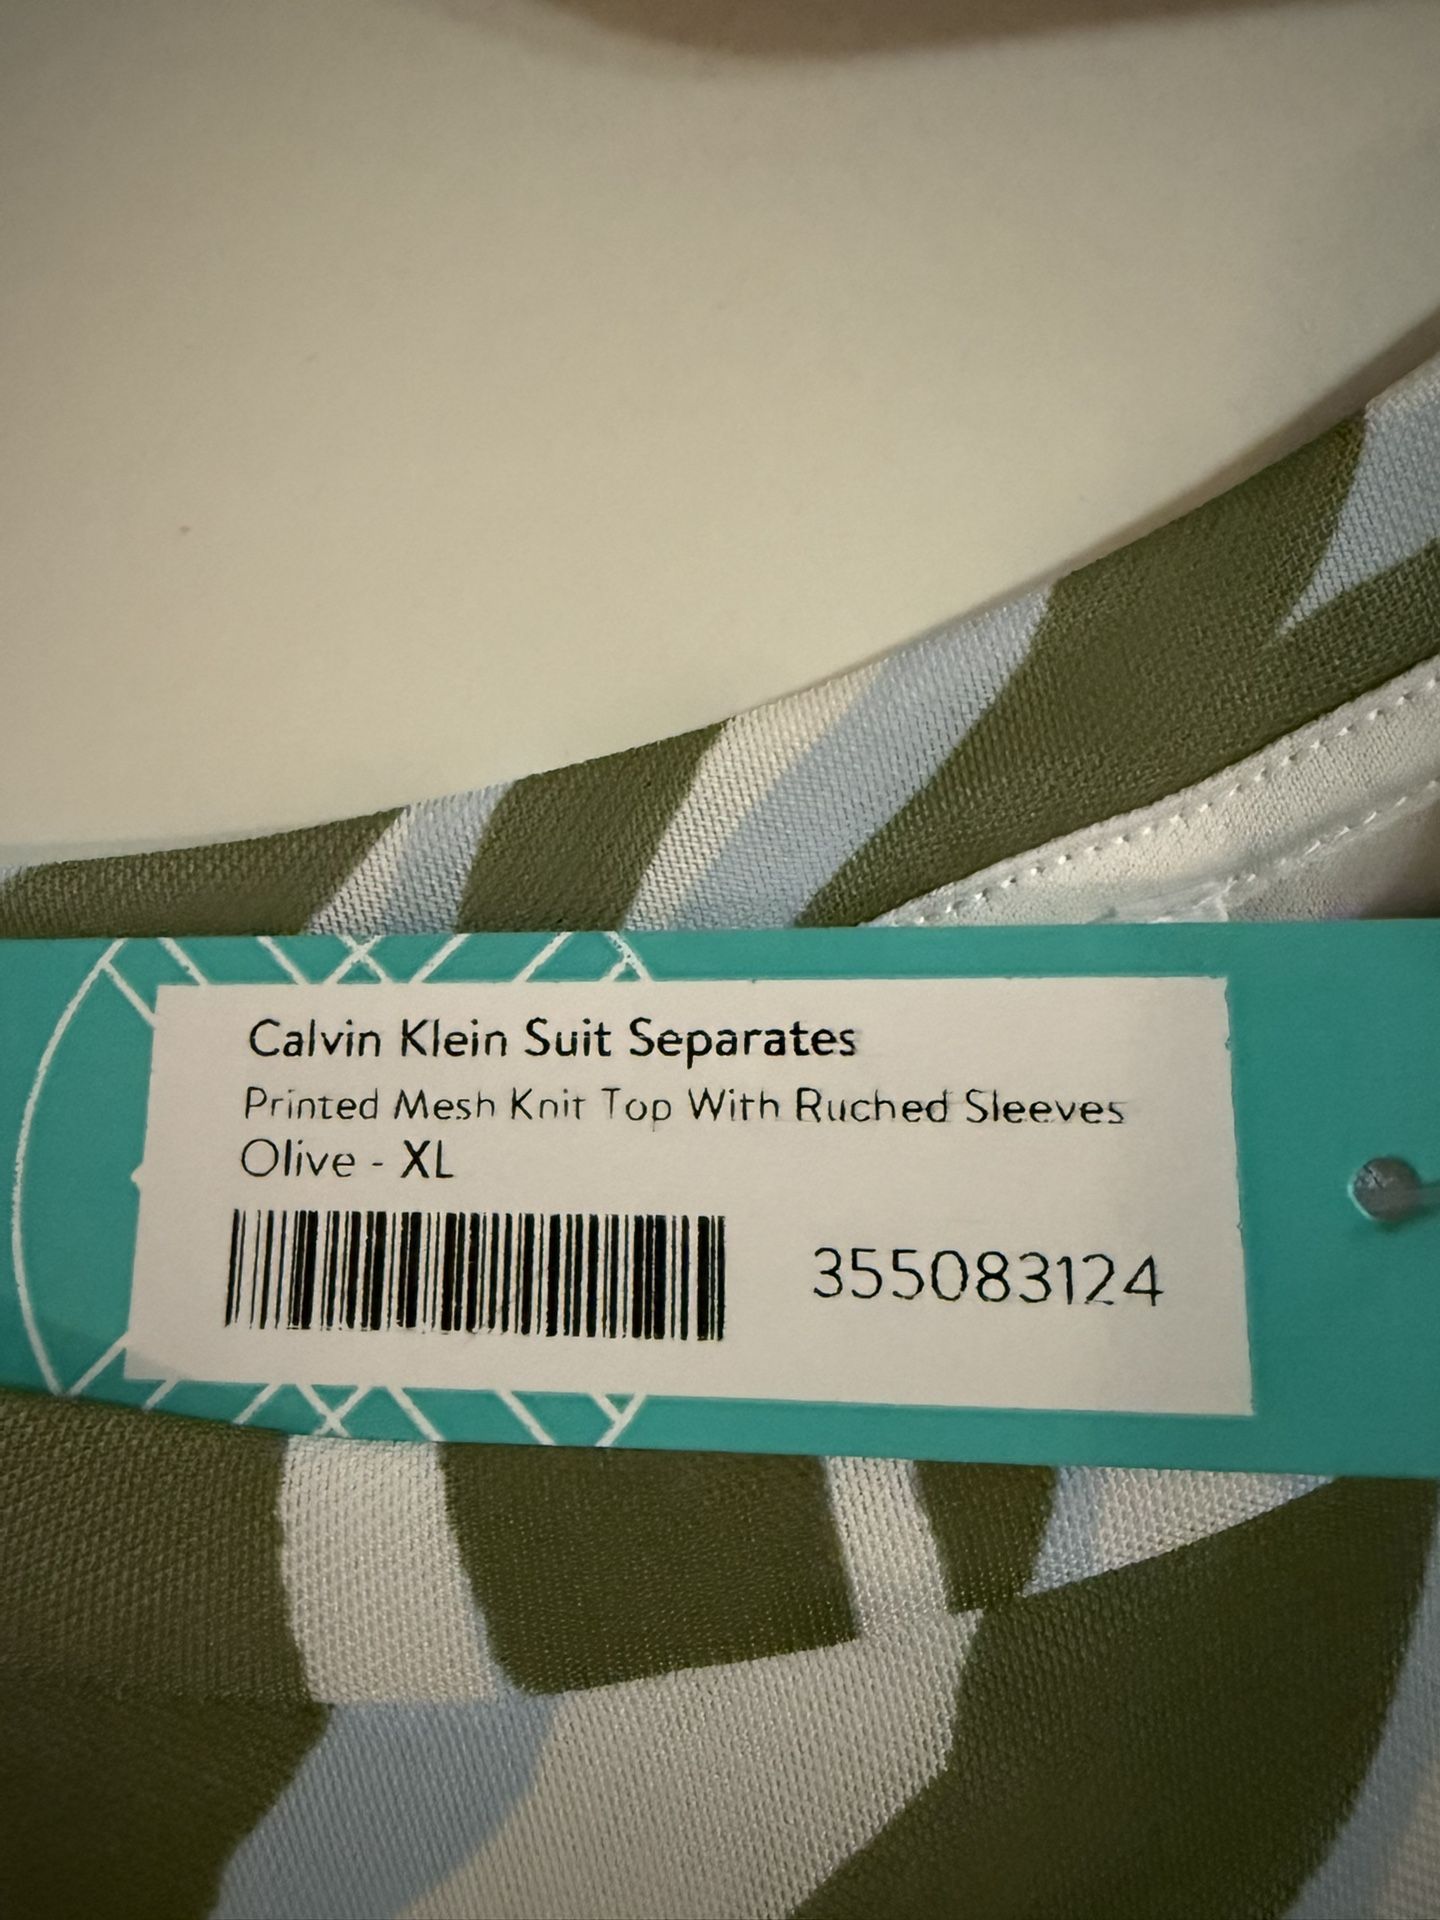 Calvin Klein Suit Separates
Printed Mesh Knit Top With Ruched Sleeves
Olive - XL
355083124